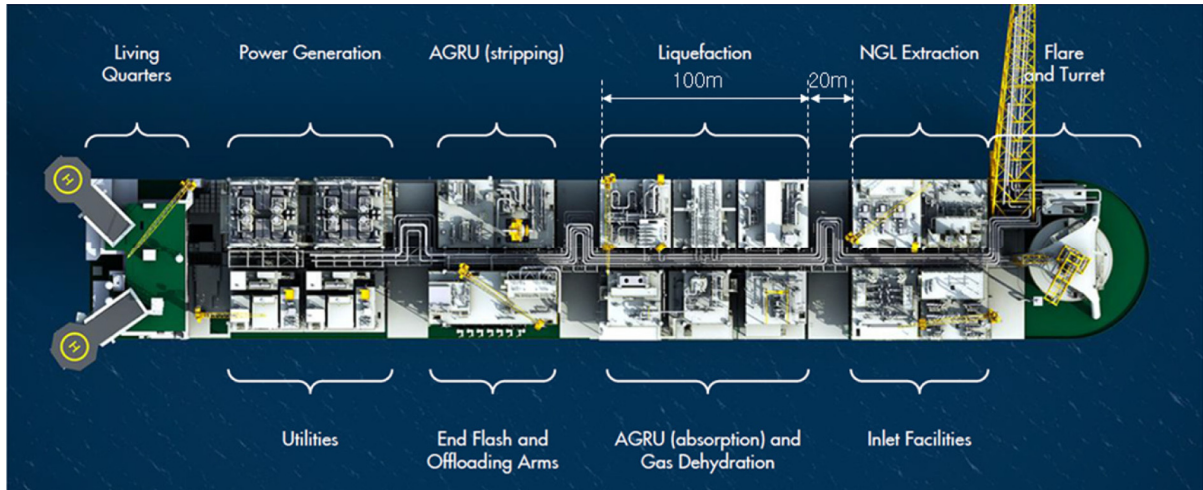 Living
Quarters
Power Generation
AGRU (stripping)
Liquefaction
NGL Extraction
Flare
and Turret
100m
20m
H
H
Utilities
End Flash and
Offloading Arms
AGRU (absorption) and
Gas Dehydration
Inlet Facilities